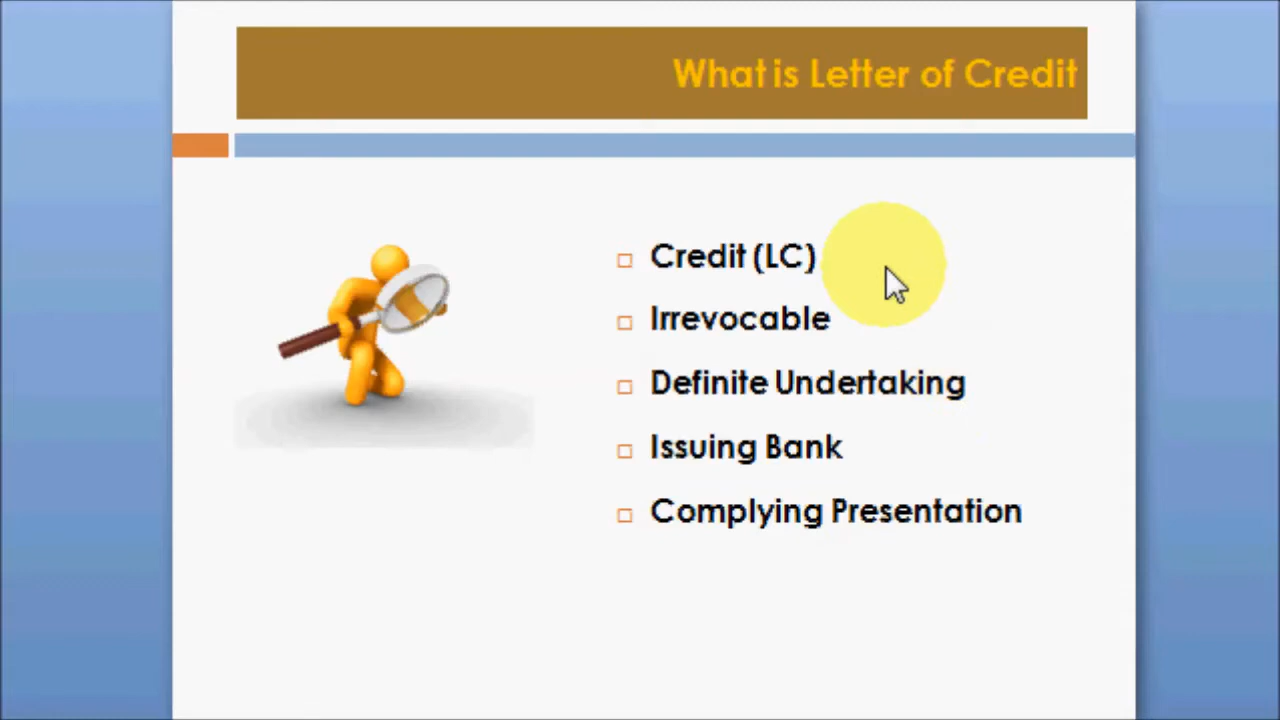 What is Letter of Credit
Credit (LC)
Irrevocable
Definite Undertaking
Issuing Bank
Complying Presentation